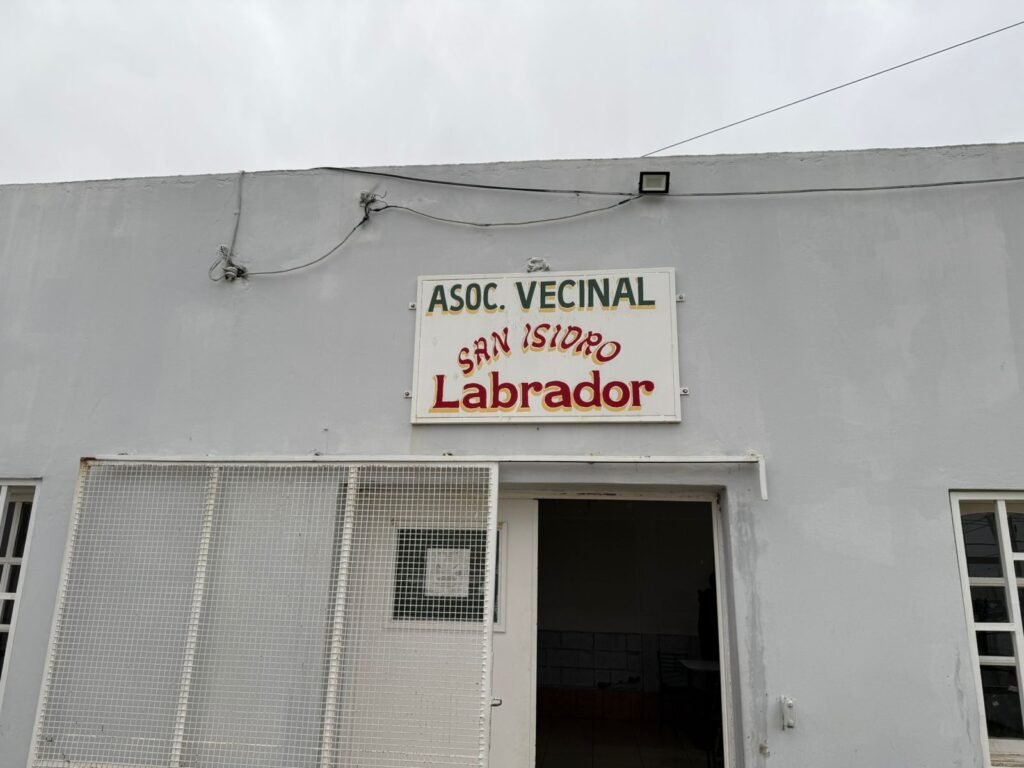 ASOC. VECINAL
SAN ISIDRO
Labrador